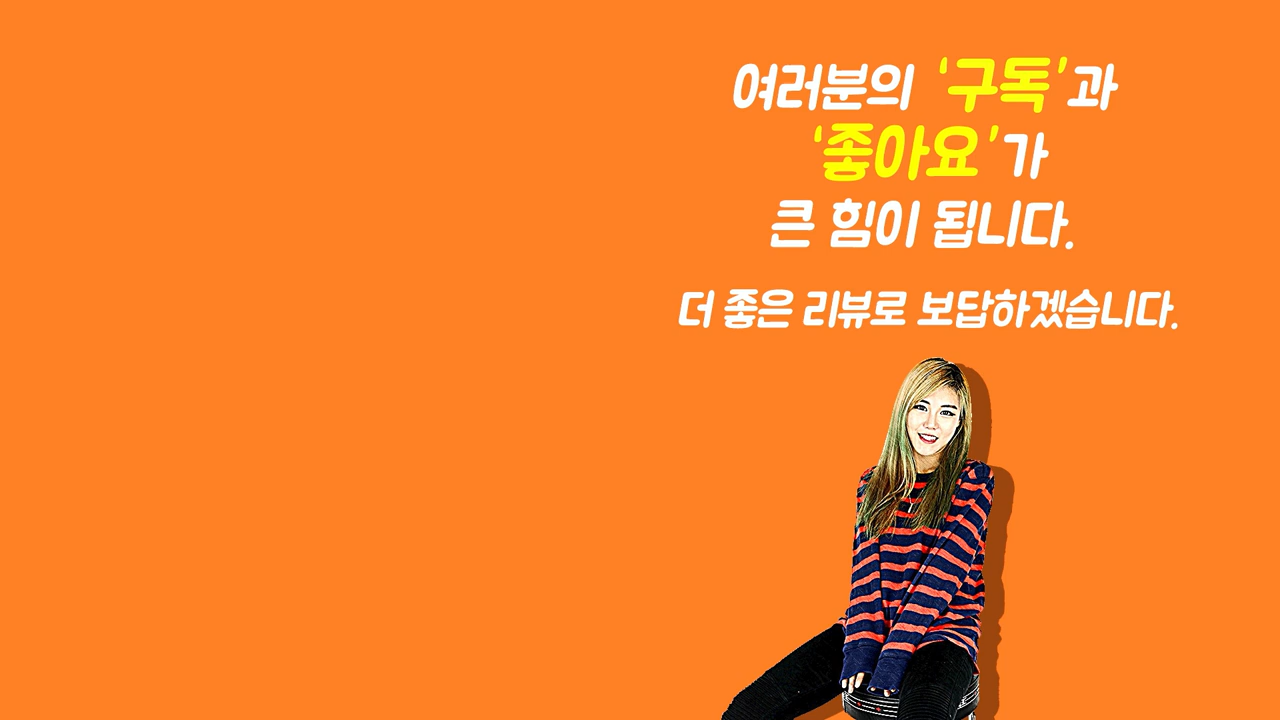 여러분의 ‘구독’과
‘좋아요’가
큰 힘이 됩니다.
더 좋은 리뷰로 보답하겠습니다.